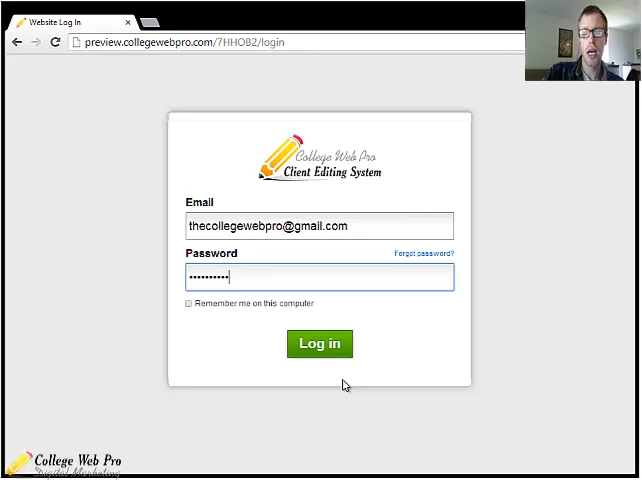 Website Log In
preview.collegewebpro.com/7HHOB2/login
College Web Pro
Client Editing System
Email
thecollegewebpro@gmail.com
Password
Forgot password?
Remember me on this computer
Log in
College Web Pro
Digital Marketing